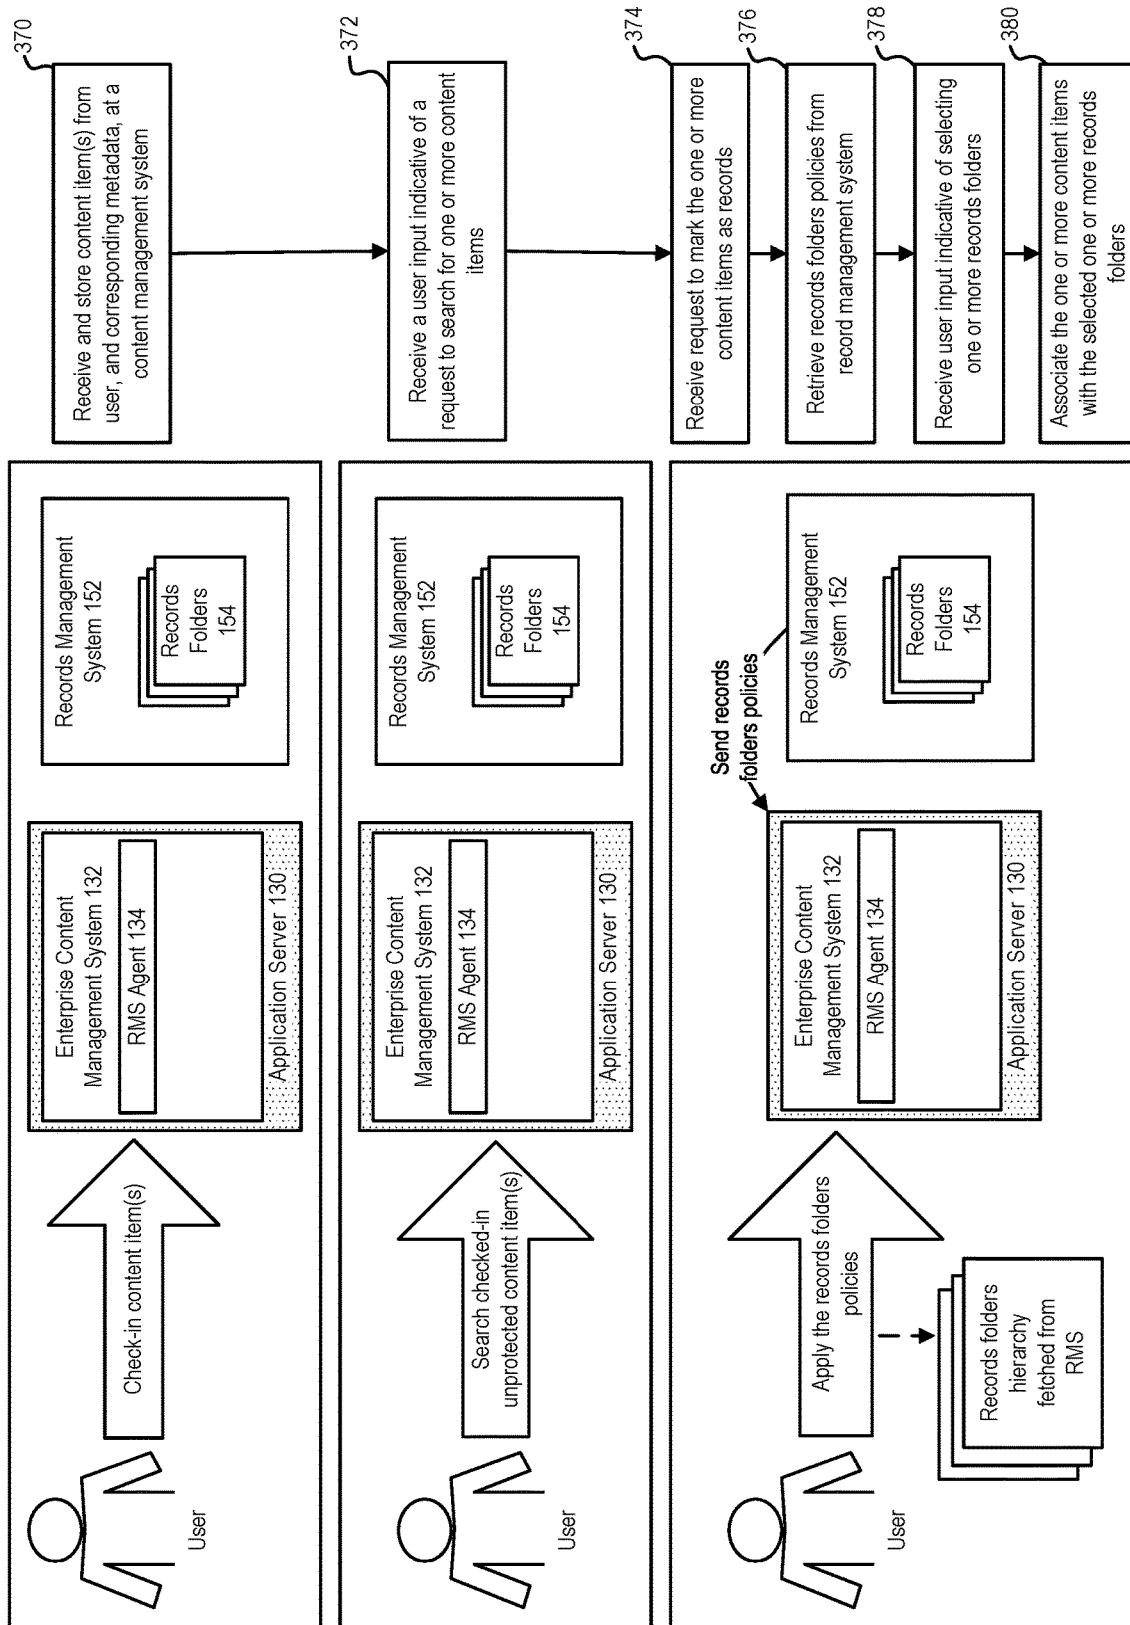 User
Check-in content item(s)
Enterprise Content
Management System 132
RMS Agent 134
Application Server 130
Records Management
System 152
Records
Folders
154
370
Receive and store content item(s) from
user, and corresponding metadata, at a
content management system
User
Search checked-in
unprotected content item(s)
Enterprise Content
Management System 132
RMS Agent 134
Application Server 130
Records Management
System 152
Records
Folders
154
372
Receive a user input indicative of a
request to search for one or more content
items
User
Apply the records folders
policies
Records folders
hierarchy
fetched from
RMS
Enterprise Content
Management System 132
RMS Agent 134
Application Server 130
Send records
folders policies
Records Management
System 152
Records
Folders
154
374
Receive request to mark the one or more
content items as records
376
Retrieve records folders policies from
record management system
378
Receive user input indicative of selecting
one or more records folders
380
Associate the one or more content items
with the selected one or more records
folders